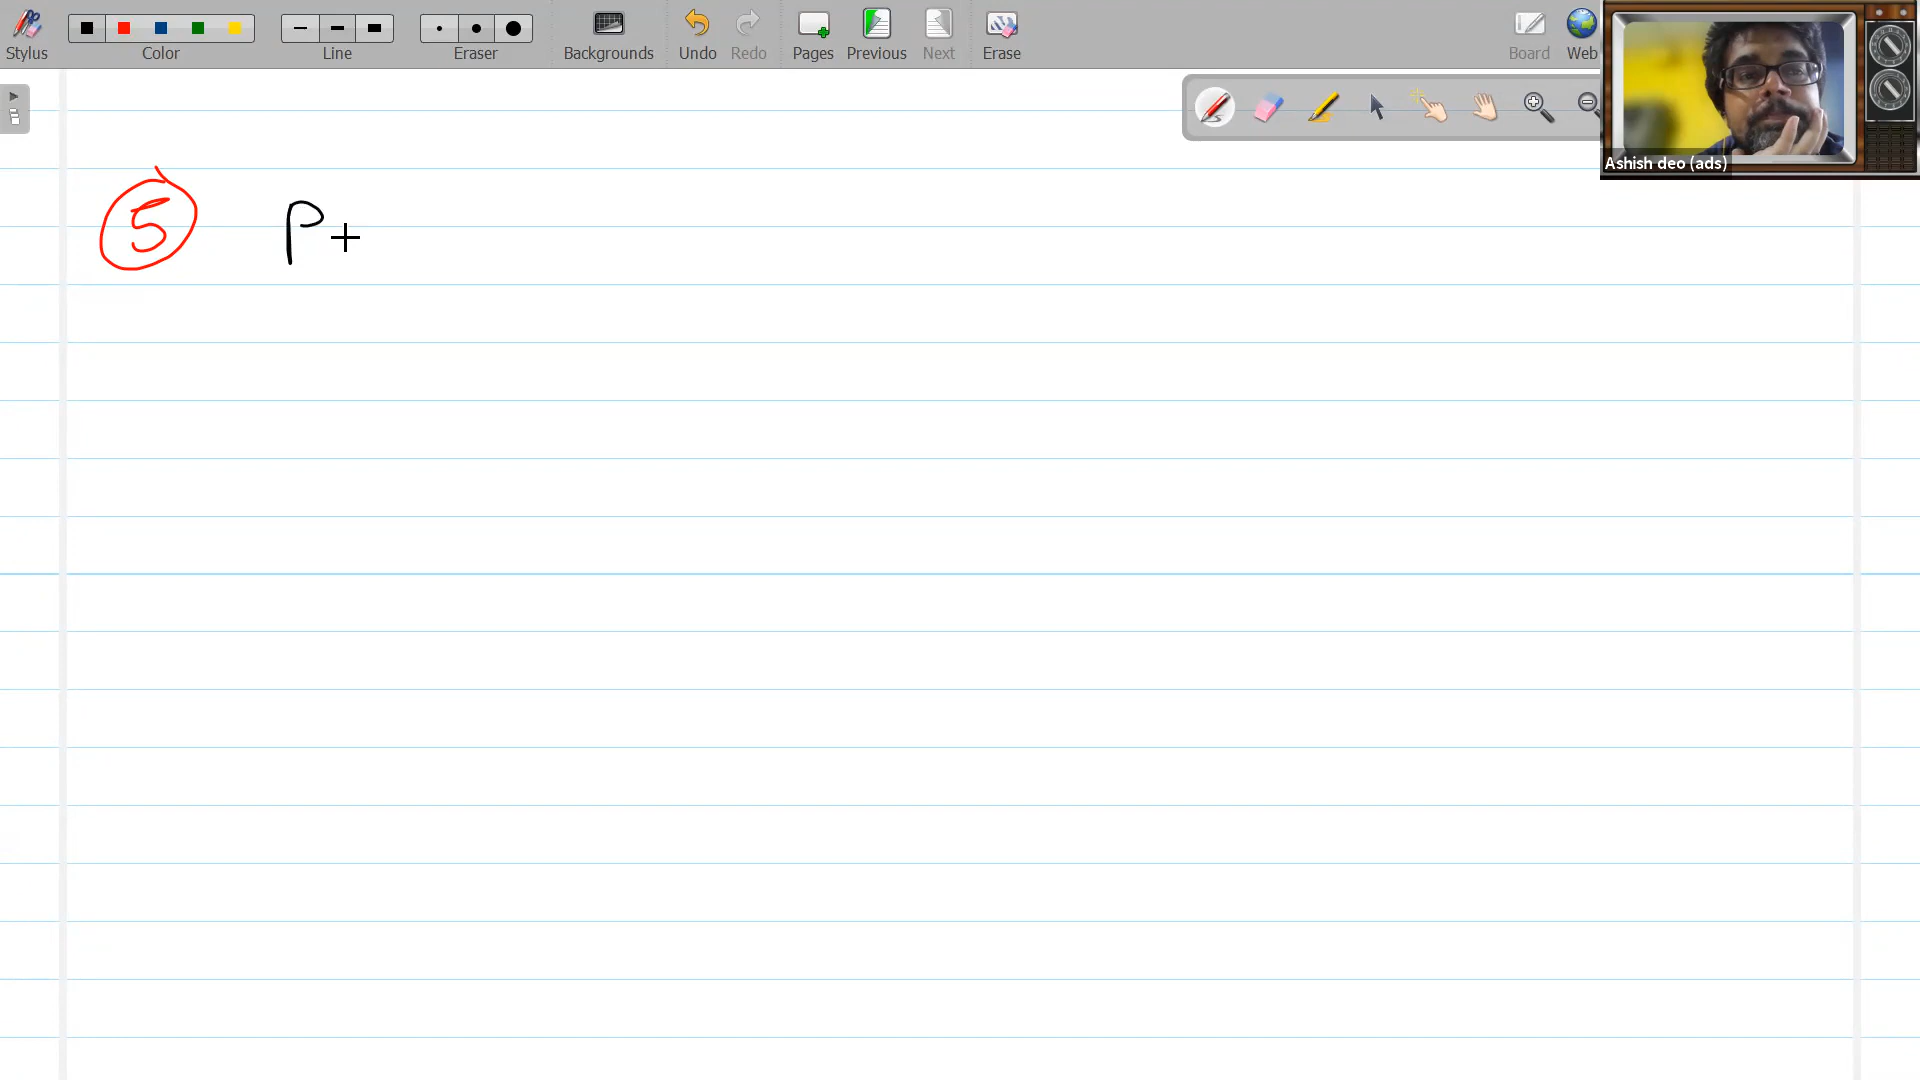 Stylus Color Line Eraser Backgrounds Undo Redo Pages Previous Next Erase Board Web
Ashish deo (ads)
5 P